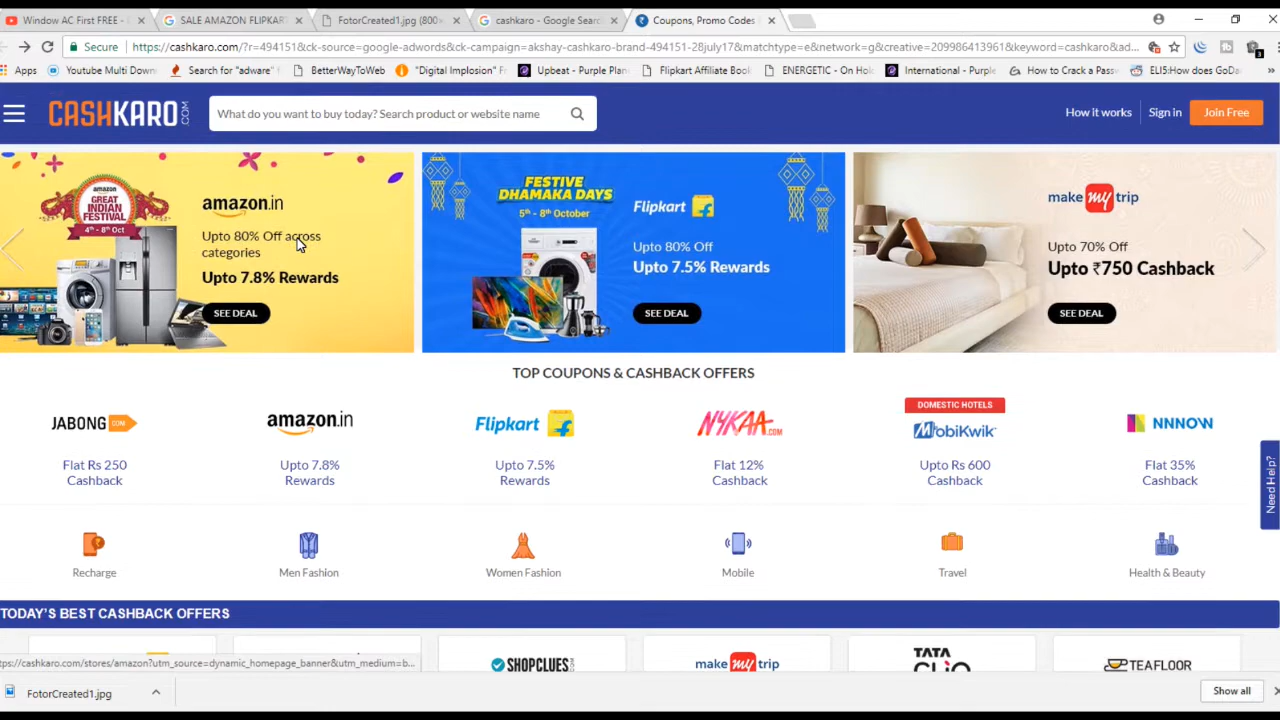 Window AC First FREE -
SALE AMAZON FLIPKART
FotorCreated1.jpg (800×
cashkaro - Google Search
Coupons, Promo Codes
Secure
https://cashkaro.com/?r=494151&ck-source=google-adwords&ck-campaign=akshay-cashkaro-brand-494151-28july17&matchtype=e&network=g&creative=209986413961&keyword=cashkaro&ad...
Apps
Youtube Multi Down
Search for "adware"
BetterWayToWeb
"Digital Implosion" F
Upbeat - Purple Plan
Flipkart Affiliate Boo
ENERGETIC - On Hol
International - Purple
How to Crack a Pass
ELI5:How does GoDa
CASHKARO.COM
What do you want to buy today? Search product or website name
How it works
Sign in
Join Free
amazon
GREAT
INDIAN
FESTIVAL
4th - 8th Oct
amazon.in
Upto 80% Off across
categories
Upto 7.8% Rewards
SEE DEAL
FESTIVE
DHAMAKA DAYS
5th - 8th October
Flipkart
Upto 80% Off
Upto 7.5% Rewards
SEE DEAL
make my trip
Upto 70% Off
Upto ₹750 Cashback
SEE DEAL
TOP COUPONS & CASHBACK OFFERS
JABONG COM
Flat Rs 250
Cashback
amazon.in
Upto 7.8%
Rewards
Flipkart
Upto 7.5%
Rewards
NYKAA.COM
Flat 12%
Cashback
DOMESTIC HOTELS
MobiKwik
Upto Rs 600
Cashback
NNNOW
Flat 35%
Cashback
Need Help?
Recharge
Men Fashion
Women Fashion
Mobile
Travel
Health & Beauty
TODAY'S BEST CASHBACK OFFERS
SHOPCLUES.COM
make my trip
TATA
CLiQ
TEAFLOOR
ttps://cashkaro.com/stores/amazon?utm_source=dynamic_homepage_banner&utm_medium=b...
FotorCreated1.jpg
Show all